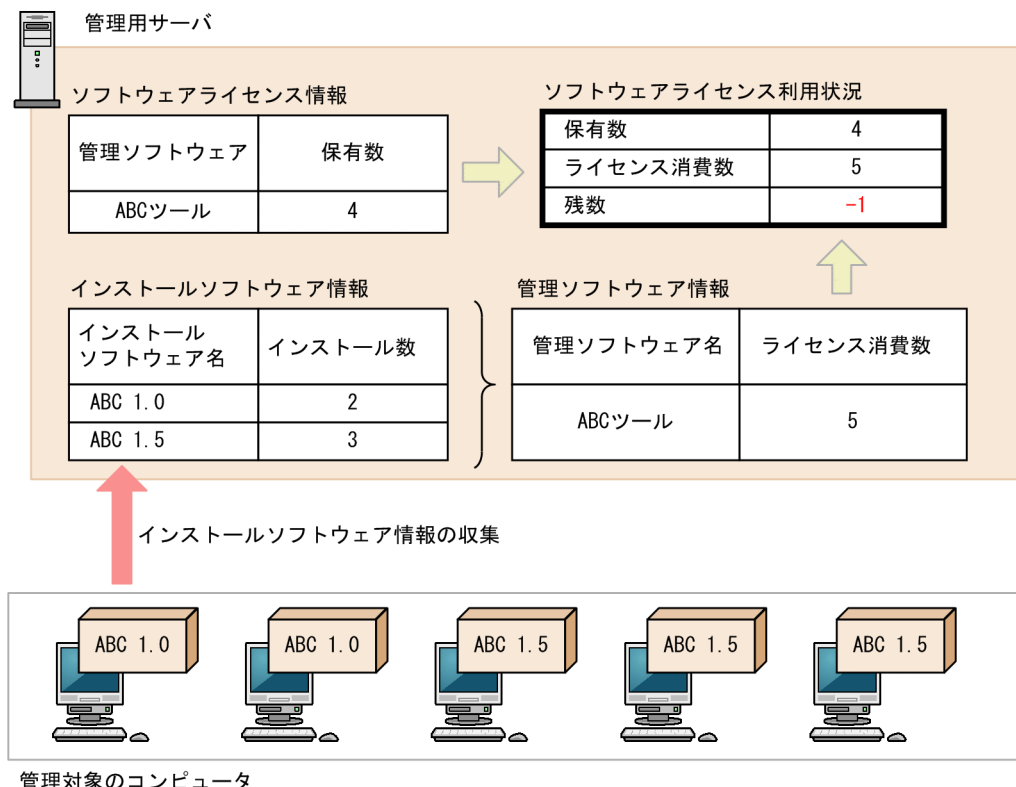 管理用サーバ
ソフトウェアライセンス情報
管理ソフトウェア 保有数
ABCツール 4
ソフトウェアライセンス利用状況
保有数 4
ライセンス消費数 5
残数 -1
インストールソフトウェア情報
インストール
ソフトウェア名 インストール数
ABC 1.0 2
ABC 1.5 3
管理ソフトウェア情報
管理ソフトウェア名 ライセンス消費数
ABCツール 5
インストールソフトウェア情報の収集
ABC 1.0 ABC 1.0 ABC 1.5 ABC 1.5 ABC 1.5
管理対象のコンピュータ